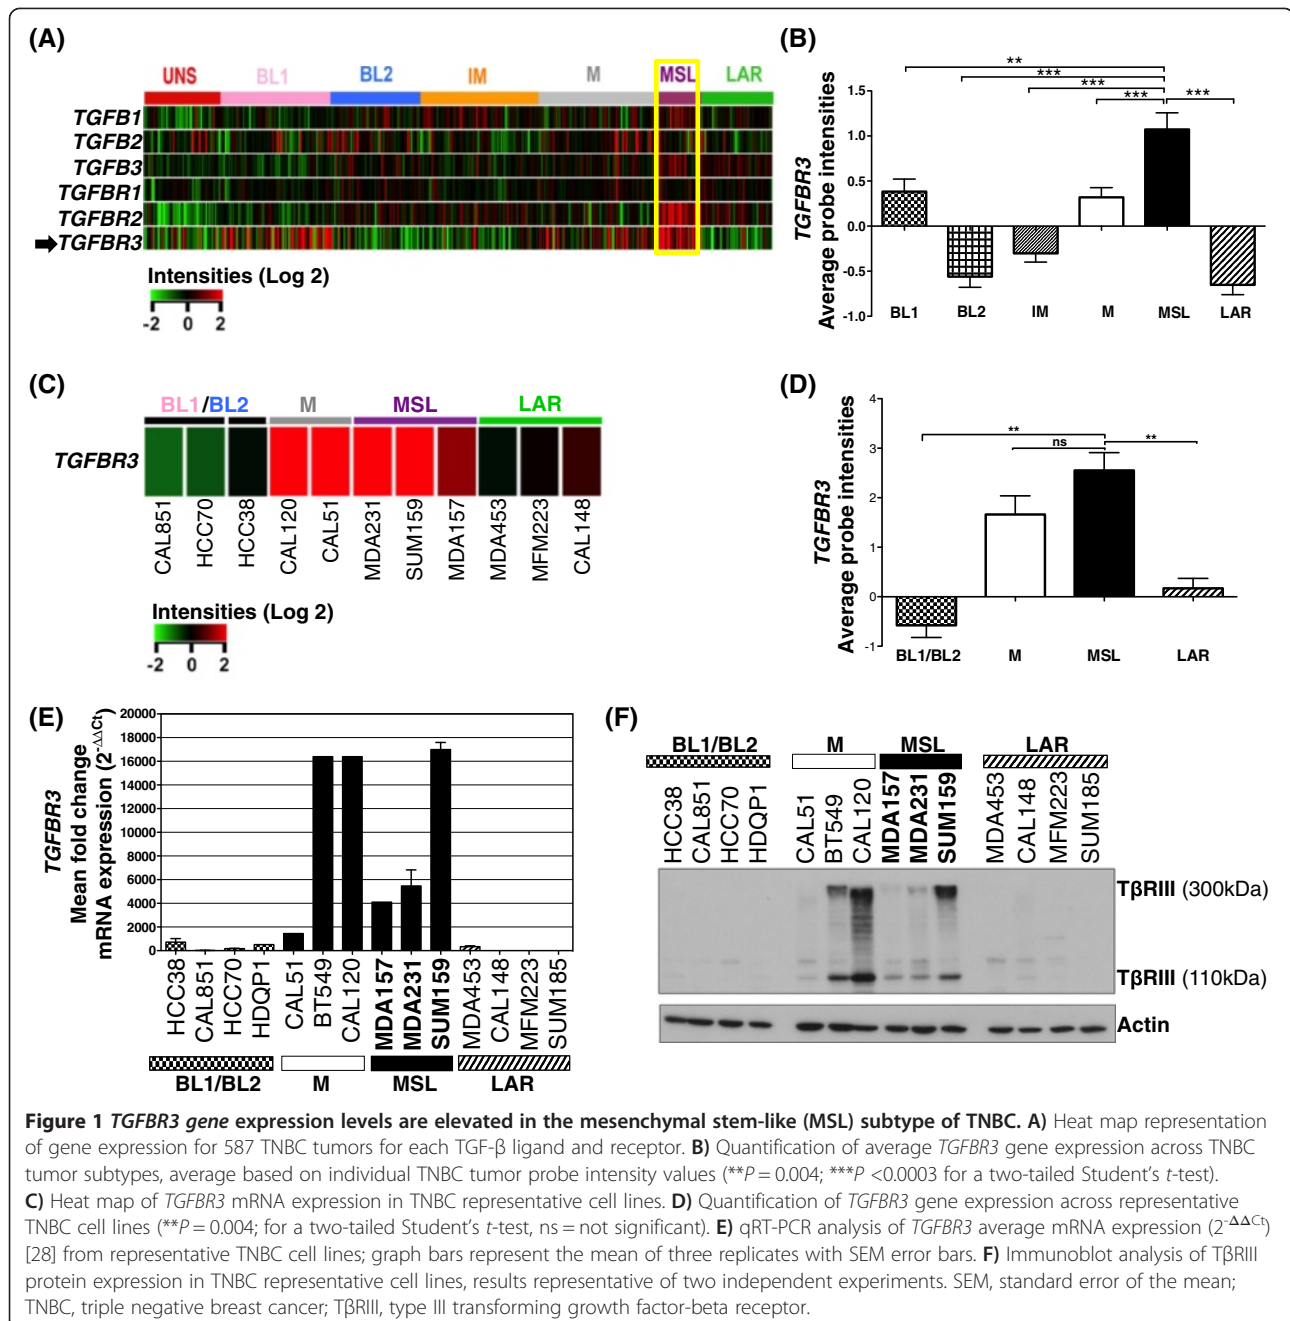 (A)
UNS BL1 BL2 IM M MSL LAR
TGFB1
TGFB2
TGFB3
TGFBR1
TGFBR2
TGFBR3
Intensities (Log 2)
-2 0 2
(B)
TGFBR3
Average probe intensities
** 
***
***
*** ***
1.5
1.0
0.5
0.0
-0.5
-1.0
BL1 BL2 IM M MSL LAR
(C)
BL1/BL2 M MSL LAR
TGFBR3
CAL851 HCC70 HCC38 CAL120 CAL51 MDA231 SUM159 MDA157 MDA453 MFM223 CAL148
Intensities (Log 2)
-2 0 2
(D)
TGFBR3
Average probe intensities
**
ns **
4
3
2
1
0
-1
BL1/BL2 M MSL LAR
(E)
TGFBR3
Mean fold change
mRNA expression (2-ΔΔCt)
20000
18000
16000
14000
12000
10000
8000
6000
4000
2000
0
HCC38 CAL851 HCC70 HDQP1 CAL51 BT549 CAL120 MDA157 MDA231 SUM159 MDA453 CAL148 MFM223 SUM185
BL1/BL2 M MSL LAR
(F)
BL1/BL2 M MSL LAR
HCC38 CAL851 HCC70 HDQP1 CAL51 BT549 CAL120 MDA157 MDA231 SUM159 MDA453 CAL148 MFM223 SUM185
TβRIII (300kDa)
TβRIII (110kDa)
Actin
Figure 1 TGFBR3 gene expression levels are elevated in the mesenchymal stem-like (MSL) subtype of TNBC. A) Heat map representation
of gene expression for 587 TNBC tumors for each TGF-β ligand and receptor. B) Quantification of average TGFBR3 gene expression across TNBC
tumor subtypes, average based on individual TNBC tumor probe intensity values (**P = 0.004; ***P <0.0003 for a two-tailed Student's t-test).
C) Heat map of TGFBR3 mRNA expression in TNBC representative cell lines. D) Quantification of TGFBR3 gene expression across representative
TNBC cell lines (**P = 0.004; for a two-tailed Student's t-test, ns = not significant). E) qRT-PCR analysis of TGFBR3 average mRNA expression (2-ΔΔCt)
[28] from representative TNBC cell lines; graph bars represent the mean of three replicates with SEM error bars. F) Immunoblot analysis of TβRIII
protein expression in TNBC representative cell lines, results representative of two independent experiments. SEM, standard error of the mean;
TNBC, triple negative breast cancer; TβRIII, type III transforming growth factor-beta receptor.